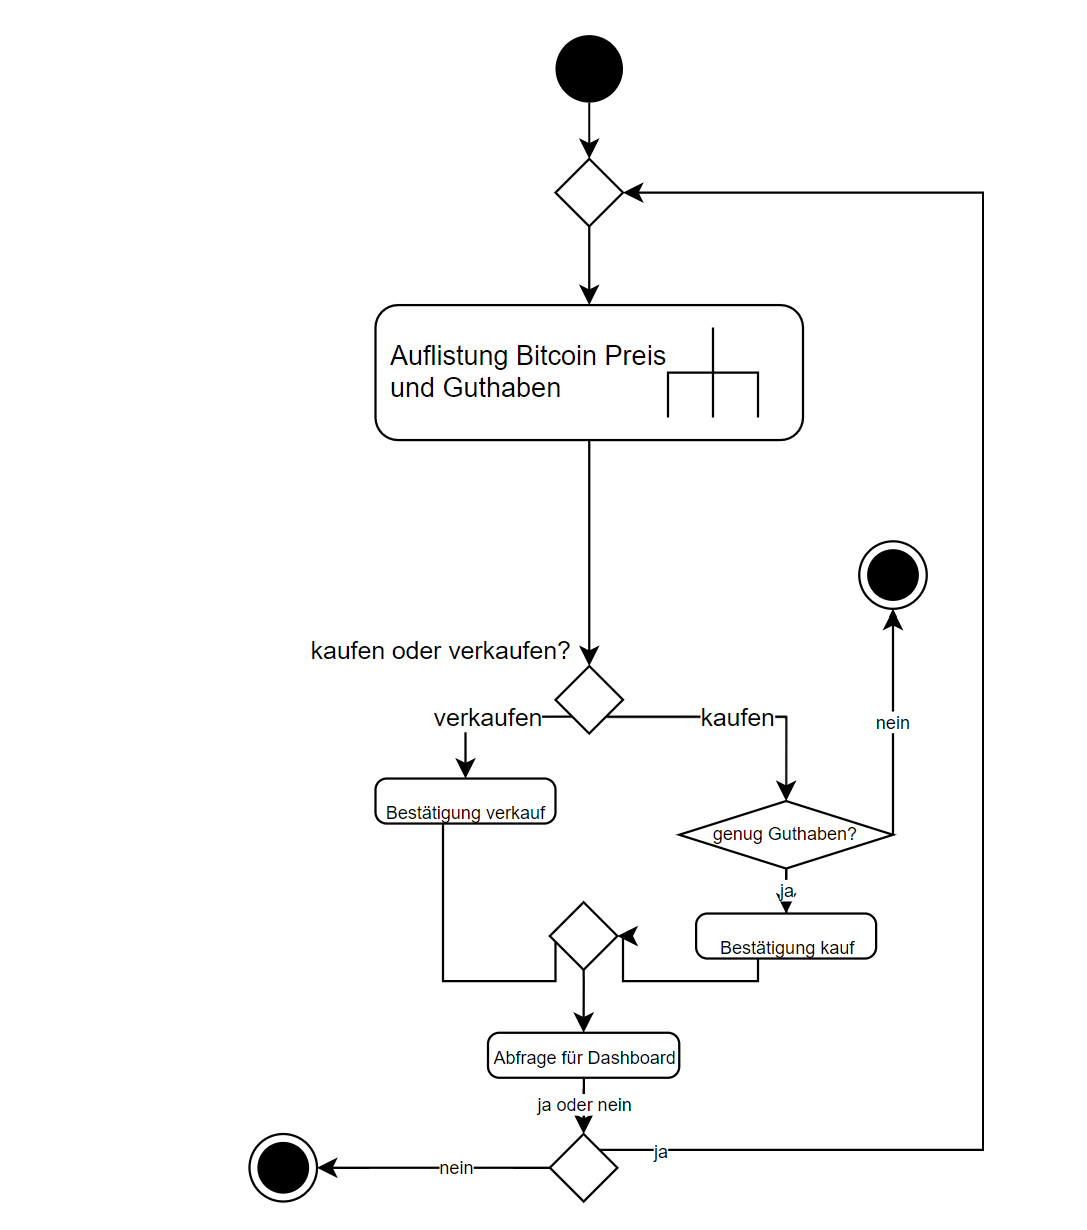 Auflistung Bitcoin Preis
und Guthaben
kaufen oder verkaufen?
verkaufen
kaufen
nein
Bestätigung verkauf
genug Guthaben?
ja
Bestätigung kauf
Abfrage für Dashboard
ja oder nein
ja
nein